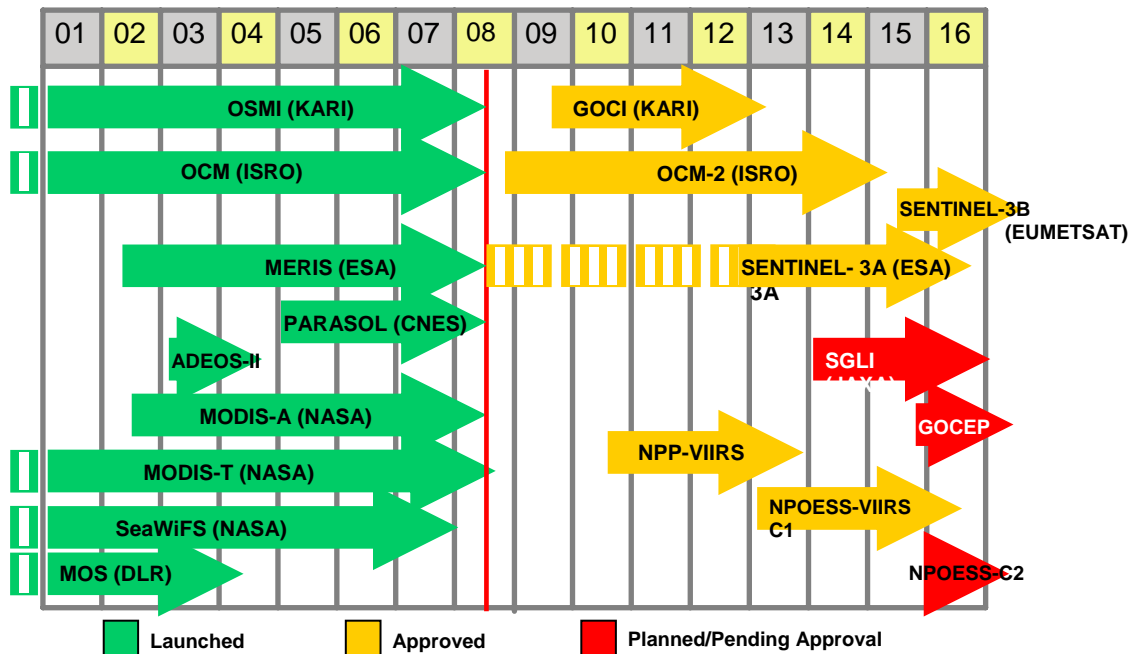 01 02 03 04 05 06 07 08 09 10 11 12 13 14 15 16
OSMI (KARI)
GOCI (KARI)
OCM (ISRO)
OCM-2 (ISRO)
SENTINEL-3B
(EUMETSAT)
MERIS (ESA)
SENTINEL- 3A (ESA)
3A
PARASOL (CNES)
ADEOS-II
SGLI
(JAXA)
MODIS-A (NASA)
GOCEP
NPP-VIIRS
MODIS-T (NASA)
SeaWiFS (NASA)
NPOESS-VIIRS
C1
MOS (DLR)
NPOESS-C2
Launched
Approved
Planned/Pending Approval